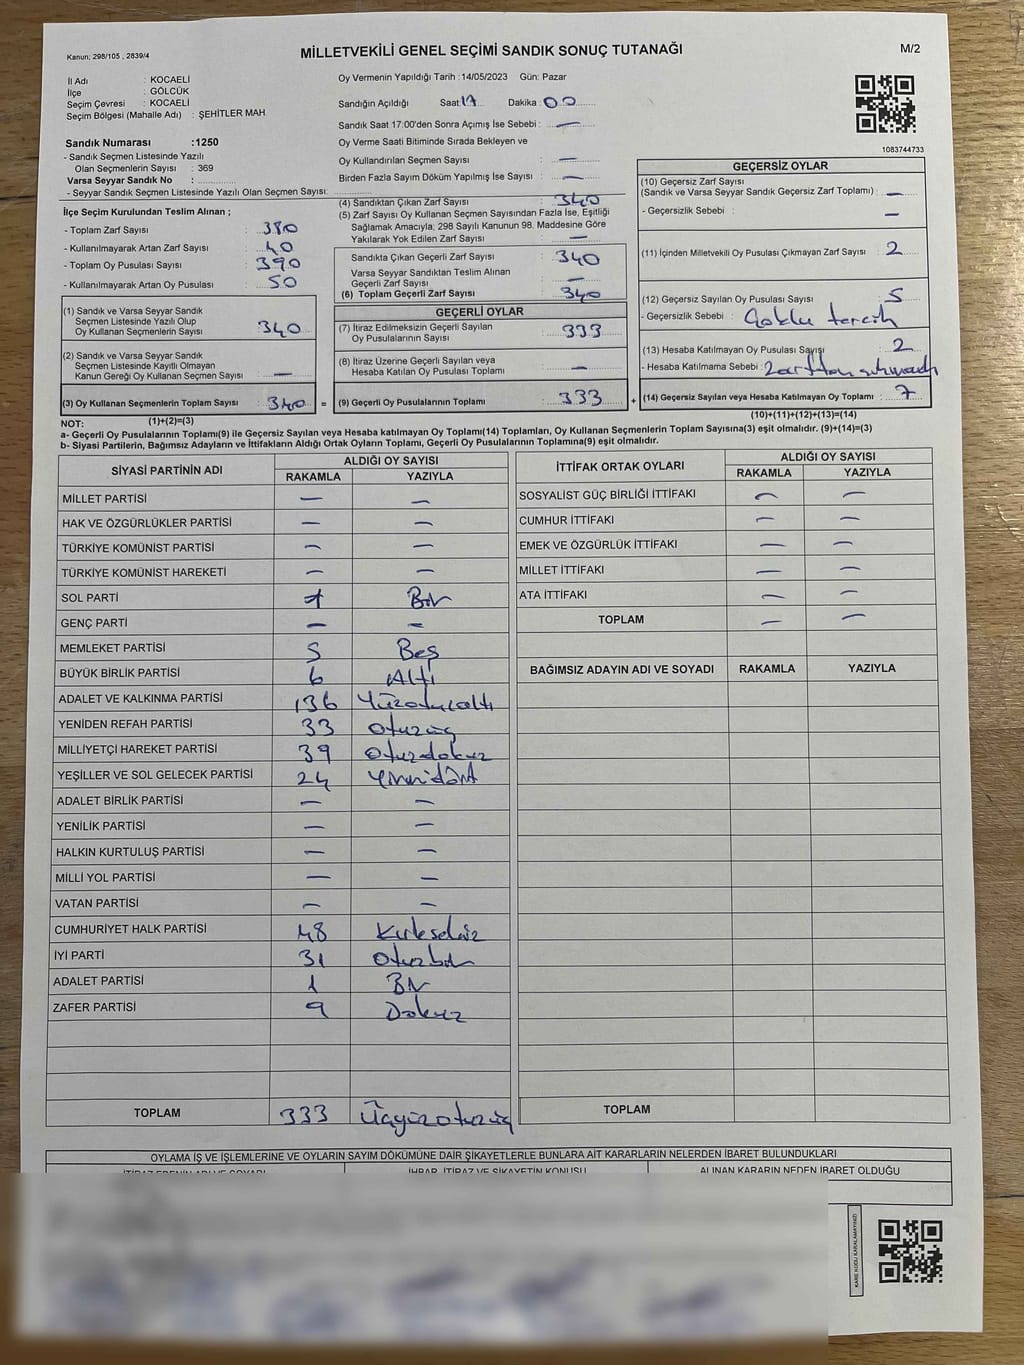 Kanun: 298/105 , 2839/4
MİLLETVEKİLİ GENEL SEÇİMİ SANDIK SONUÇ TUTANAĞI
M/2
İl Adı : KOCAELİ
İlçe : GÖLCÜK
Seçim Çevresi : KOCAELİ
Seçim Bölgesi (Mahalle Adı) : ŞEHİTLER MAH
Oy Vermenin Yapıldığı Tarih : 14/05/2023 Gün: Pazar
Sandığın Açıldığı Saat 17 Dakika 00
Sandık Saat 17:00'den Sonra Açımış İse Sebebi : —
Oy Verme Saati Bitiminde Sırada Bekleyen ve
Oy Kullandırılan Seçmen Sayısı : —
Birden Fazla Sayım Döküm Yapılmış İse Sayısı : —
1083744733
Sandık Numarası :1250
- Sandık Seçmen Listesinde Yazılı
Olan Seçmenlerin Sayısı : 369
Varsa Seyyar Sandık No :
- Seyyar Sandık Seçmen Listesinde Yazılı Olan Seçmen Sayısı:
İlçe Seçim Kurulundan Teslim Alınan ;
- Toplam Zarf Sayısı : 380
- Kullanılmayarak Artan Zarf Sayısı : 40
- Toplam Oy Pusulası Sayısı : 390
- Kullanılmayarak Artan Oy Pusulası : 50
(4) Sandıktan Çıkan Zarf Sayısı : 340
(5) Zarf Sayısı Oy Kullanan Seçmen Sayısından Fazla İse, Eşitliği
Sağlamak Amacıyla; 298 Sayılı Kanunun 98. Maddesine Göre
Yakılarak Yok Edilen Zarf Sayısı : —
Sandıkta Çıkan Geçerli Zarf Sayısı : 340
Varsa Seyyar Sandıktan Teslim Alınan
Geçerli Zarf Sayısı : —
(6) Toplam Geçerli Zarf Sayısı : 340
GEÇERSİZ OYLAR
(10) Geçersiz Zarf Sayısı
(Sandık ve Varsa Seyyar Sandık Geçersiz Zarf Toplamı) : —
- Geçersizlik Sebebi : —
(11) İçinden Milletvekili Oy Pusulası Çıkmayan Zarf Sayısı : 2
(12) Geçersiz Sayılan Oy Pusulası Sayısı : 5
- Geçersizlik Sebebi : Çoklu tercih
(13) Hesaba Katılmayan Oy Pusulası Sayısı : 2
- Hesaba Katılmama Sebebi : Zarftan çıkmadı
(14) Geçersiz Sayılan veya Hesaba Katılmayan Oy Toplamı : 7
(1) Sandık ve Varsa Seyyar Sandık
Seçmen Listesinde Yazılı Olup
Oy Kullanan Seçmenlerin Sayısı : 340
(2) Sandık ve Varsa Seyyar Sandık
Seçmen Listesinde Kayıtlı Olmayan
Kanun Gereği Oy Kullanan Seçmen Sayısı : —
(3) Oy Kullanan Seçmenlerin Toplam Sayısı : 340 =
GEÇERLİ OYLAR
(7) İtiraz Edilmeksizin Geçerli Sayılan
Oy Pusulalarının Sayısı : 333
(8) İtiraz Üzerine Geçerli Sayılan veya
Hesaba Katılan Oy Pusulası Toplamı : —
(9) Geçerli Oy Pusulalarının Toplamı : 333 +
NOT: (1)+(2)=(3) (10)+(11)+(12)+(13)=(14)
a- Geçerli Oy Pusulalarının Toplamı(9) ile Geçersiz Sayılan veya Hesaba Katılmayan Oy Toplamı(14) Toplamları, Oy Kullanan Seçmenlerin Toplam Sayısına(3) eşit olmalıdır. (9)+(14)=(3)
b- Siyasi Partilerin, Bağımsız Adayların ve İttifakların Aldığı Ortak Oyların Toplamı, Geçerli Oy Pusulalarının Toplamına(9) eşit olmalıdır.
SİYASİ PARTİNİN ADI ALDIĞI OY SAYISI
RAKAMLA YAZIYLA
MİLLET PARTİSİ — —
HAK VE ÖZGÜRLÜKLER PARTİSİ — —
TÜRKİYE KOMÜNİST PARTİSİ — —
TÜRKİYE KOMÜNİST HAREKETİ — —
SOL PARTİ 1 Bir
GENÇ PARTİ — —
MEMLEKET PARTİSİ 5 Beş
BÜYÜK BİRLİK PARTİSİ 6 Altı
ADALET VE KALKINMA PARTİSİ 136 Yüzotuzaltı
YENİDEN REFAH PARTİSİ 33 Otuzüç
MİLLİYETÇİ HAREKET PARTİSİ 39 Otuzdokuz
YEŞİLLER VE SOL GELECEK PARTİSİ 24 Yirmidört
ADALET BİRLİK PARTİSİ — —
YENİLİK PARTİSİ — —
HALKIN KURTULUŞ PARTİSİ — —
MİLLİ YOL PARTİSİ — —
VATAN PARTİSİ — —
CUMHURİYET HALK PARTİSİ 48 Kırksekiz
İYİ PARTİ 31 Otuzbir
ADALET PARTİSİ 1 Bir
ZAFER PARTİSİ 9 Dokuz
TOPLAM 333 Üçyüzotuzüç
İTTİFAK ORTAK OYLARI ALDIĞI OY SAYISI
RAKAMLA YAZIYLA
SOSYALİST GÜÇ BİRLİĞİ İTTİFAKI — —
CUMHUR İTTİFAKI — —
EMEK VE ÖZGÜRLÜK İTTİFAKI — —
MİLLET İTTİFAKI — —
ATA İTTİFAKI — —
TOPLAM — —
BAĞIMSIZ ADAYIN ADI VE SOYADI RAKAMLA YAZIYLA
TOPLAM
OYLAMA İŞ VE İŞLEMLERİNE VE OYLARIN SAYIM DÖKÜMÜNE DAİR ŞİKAYETLERLE BUNLARA AİT KARARLARIN NELERDEN İBARET BULUNDUKLARI
İTİRAZ EDENİN ADI VE SOYADI İHBAR, İTİRAZ VE ŞİKAYETİN KONUSU ALINAN KARARIN NEDEN İBARET OLDUĞU
KARE KODU KARALAMAYINIZ!